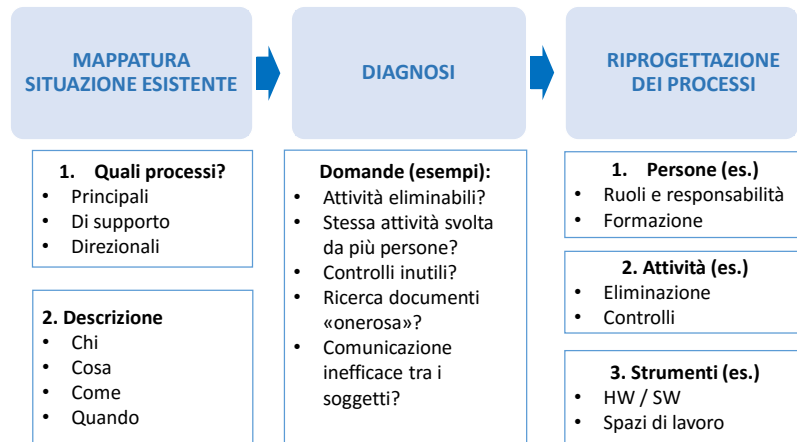 MAPPATURA
SITUAZIONE ESISTENTE
DIAGNOSI
RIPROGETTAZIONE
DEI PROCESSI
1. Quali processi?
• Principali
• Di supporto
• Direzionali
2. Descrizione
• Chi
• Cosa
• Come
• Quando
Domande (esempi):
• Attività eliminabili?
• Stessa attività svolta
da più persone?
• Controlli inutili?
• Ricerca documenti
«onerosa»?
• Comunicazione
inefficace tra i
soggetti?
1. Persone (es.)
• Ruoli e responsabilità
• Formazione
2. Attività (es.)
• Eliminazione
• Controlli
3. Strumenti (es.)
• HW / SW
• Spazi di lavoro